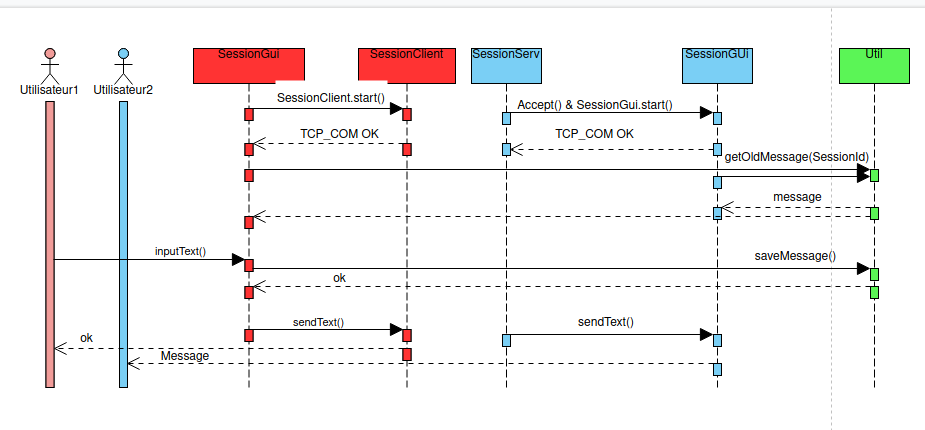 SessionGui
SessionClient
SessionServ
SessionGUi
Util
Utilisateur1
Utilisateur2
SessionClient.start()
Accept() & SessionGui.start()
TCP_COM OK
TCP_COM OK
getOldMessage(SessionId)
message
inputText()
saveMessage()
ok
sendText()
sendText()
ok
Message